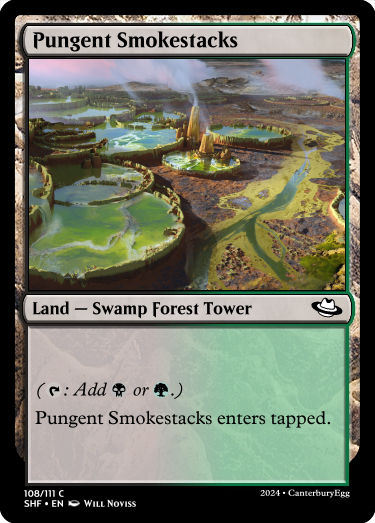 Pungent Smokestacks
Land — Swamp Forest Tower
( : Add or .)
Pungent Smokestacks enters tapped.
108/111 C
SHF • EN Will Noviss
2024 • CanterburyEgg